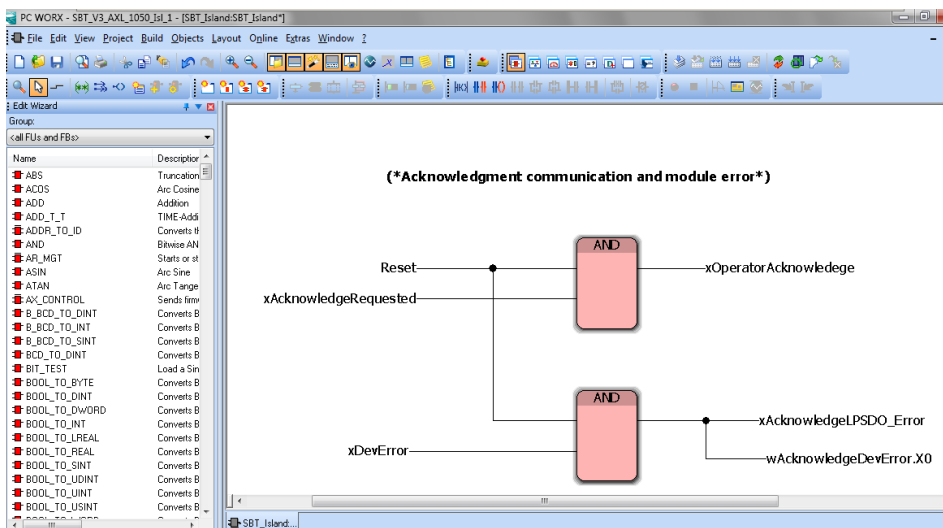 PC WORX - SBT_V3_AXL_1050_Isl_1 - [SBT_Island:SBT_Island*]
File Edit View Project Build Objects Layout Online Extras Window ?
Edit Wizard
Group:
<all FUs and FBs>
Name Description
ABS Truncation
ACOS Arc Cosine
ADD Addition
ADD_T_T TIME-Addi
ADDR_TO_ID Converts th
AND Bitwise AN
AR_MGT Starts or st
ASIN Arc Sine
ATAN Arc Tange
AX_CONTROL Sends firmw
B_BCD_TO_DINT Converts B
B_BCD_TO_INT Converts B
B_BCD_TO_SINT Converts B
BCD_TO_DINT Converts B
BIT_TEST Load a Sin
BOOL_TO_BYTE Converts B
BOOL_TO_DINT Converts B
BOOL_TO_DWORD Converts B
BOOL_TO_INT Converts B
BOOL_TO_LREAL Converts B
BOOL_TO_REAL Converts B
BOOL_TO_SINT Converts B
BOOL_TO_UDINT Converts B
BOOL_TO_UINT Converts B
BOOL_TO_USINT Converts B
(*Acknowledgment communication and module error*)
AND
Reset
xOperatorAcknowledege
xAcknowledgeRequested
AND
xAcknowledgeLPSDO_Error
xDevError
wAcknowledgeDevError.X0
SBT_Island:...